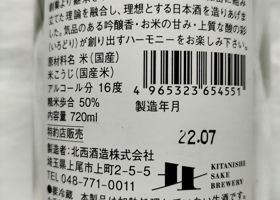 た理論を融合し、理想とする日本酒を造りあげま
した。気品のある吟醸香・お米の甘み・上質な酸の彩
(いろどり)が創り出すハーモニーをお楽しみ下さい。
原材料名 米(国産)
米こうじ(国産米)
アルコール分 16度
精米歩合 50%
内容量 720ml
4965323654551
製造年月
22.07
特約店販売
製造者:北西酒造株式会社
埼玉県上尾市上町2-5-5
TEL 048-771-0011
KITANISHI
SAKE
BREWERY